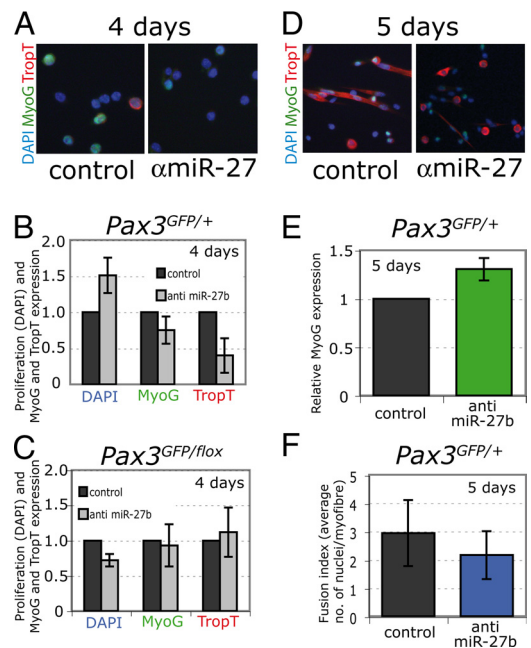 A
4 days
DAPI MyoG TropT
control
αmiR-27
B
Pax3GFP/+
4 days
control
anti miR-27b
Proliferation (DAPI) and
MyoG and TropT expression
2.0
1.5
1.0
0.5
0
DAPI
MyoG
TropT
C
Pax3GFP/flox
4 days
control
anti miR-27b
Proliferation (DAPI) and
MyoG and TropT expression
2.0
1.5
1.0
0.5
0
DAPI
MyoG
TropT
D
5 days
DAPI MyoG TropT
control
αmiR-27
E
Pax3GFP/+
5 days
Relative MyoG expression
1.5
1
0.5
0
control
anti
miR-27b
F
Pax3GFP/+
5 days
Fusion index (average
no. of nuclei/myofibre)
5
4
3
2
1
0
control
anti
miR-27b